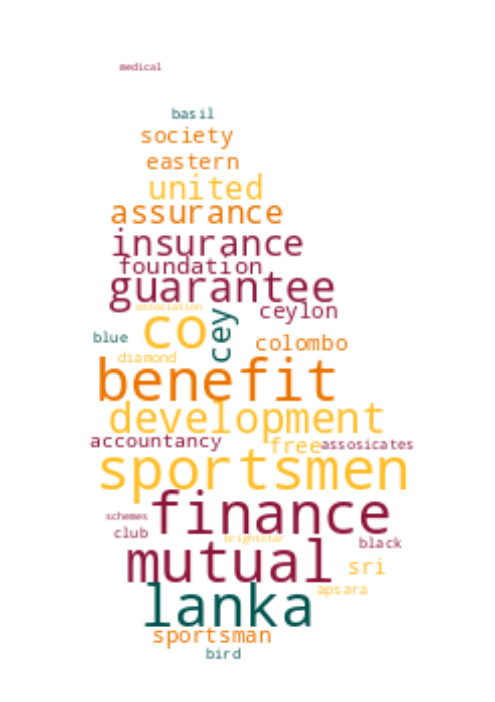 medical
basil
society
eastern
united
assurance
insurance
foundation
guarantee
association
ceylon
co
cey
blue
colombo
diamond
benefit
development
accountancy
free
assosicates
sportsmen
finance
schemes
club
brightstar
black
mutual
sri
apsara
lanka
sportsman
bird